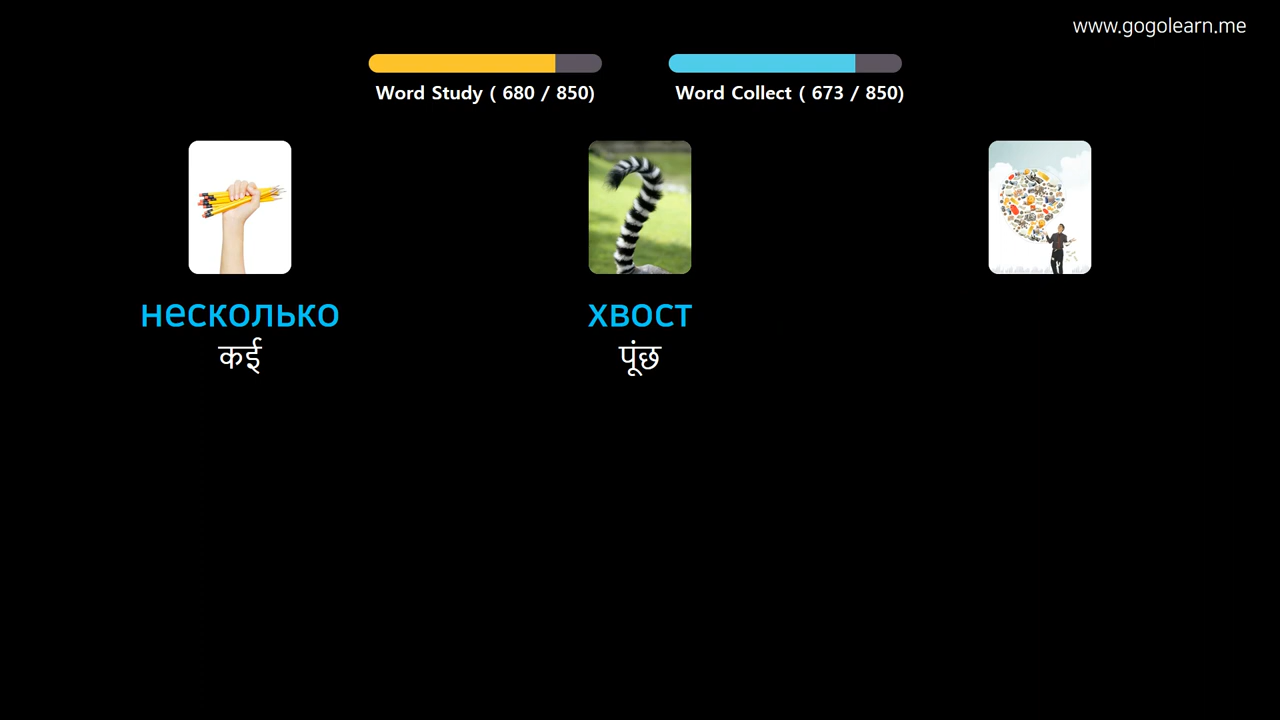 www.gogolearn.me
Word Study ( 680 / 850)
Word Collect ( 673 / 850)
несколько
कई
хвост
पूंछ